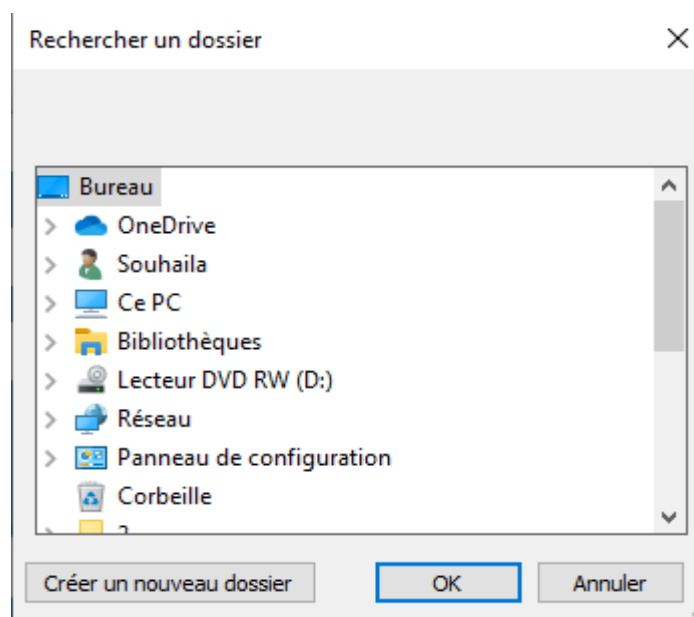 Rechercher un dossier
Bureau
OneDrive
Souhaila
Ce PC
Bibliothèques
Lecteur DVD RW (D:)
Réseau
Panneau de configuration
Corbeille
Créer un nouveau dossier OK Annuler